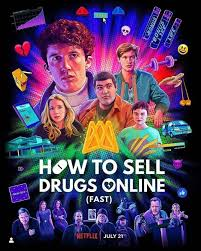 HOW TO SELL
DRUGS ONLINE
(FAST)
NETFLIX | JULY 21